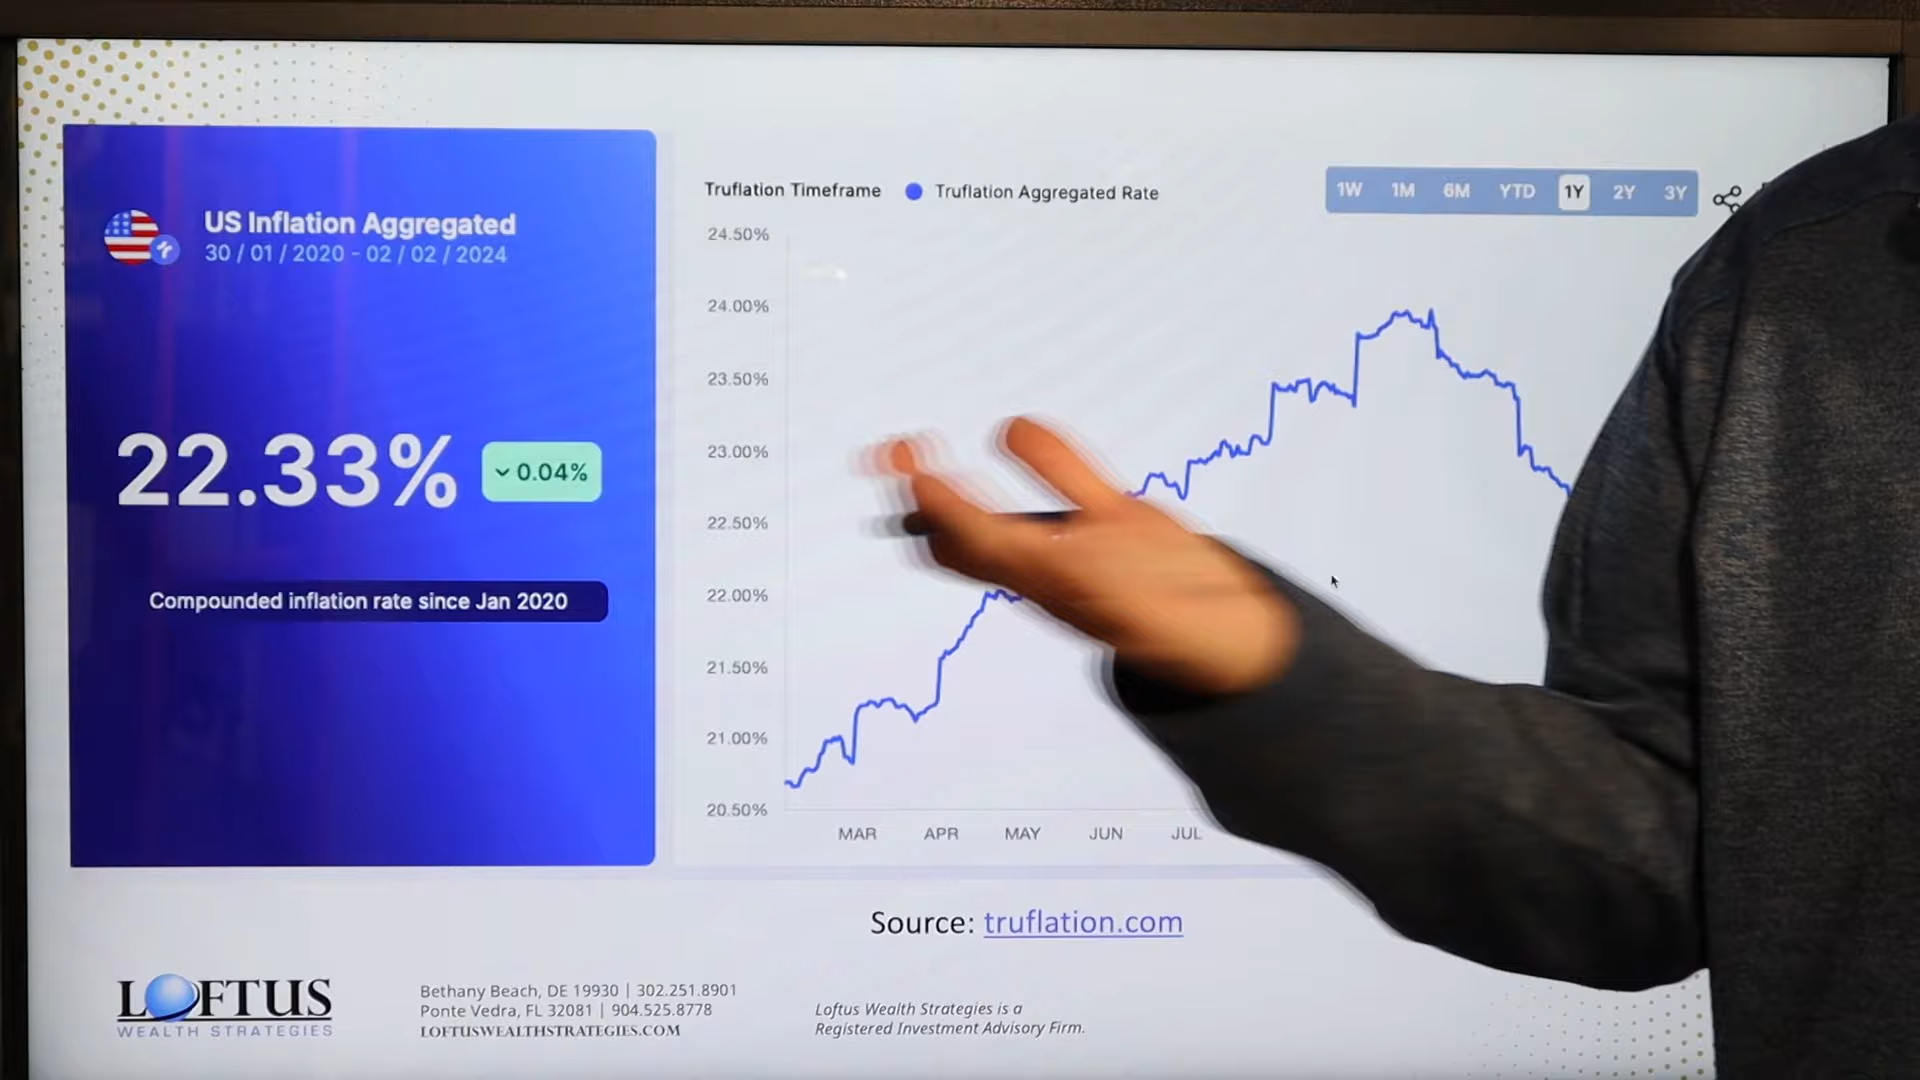 US Inflation Aggregated
30 / 01 / 2020 - 02 / 02 / 2024
22.33%
0.04%
Compounded inflation rate since Jan 2020
Truflation Timeframe
Truflation Aggregated Rate
1W 1M 6M YTD 1Y 2Y 3Y
24.50%
24.00%
23.50%
23.00%
22.50%
22.00%
21.50%
21.00%
20.50%
MAR APR MAY JUN JUL
Source: truflation.com
LOFTUS
WEALTH STRATEGIES
Bethany Beach, DE 19930 | 302.251.8901
Ponte Vedra, FL 32081 | 904.525.8778
LOFTUSWEALTHSTRATEGIES.COM
Loftus Wealth Strategies is a
Registered Investment Advisory Firm.